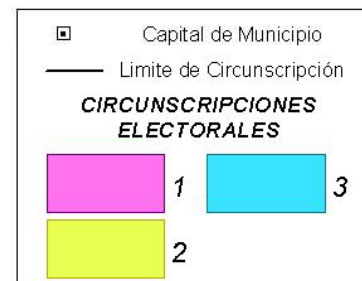 Capital de Municipio
Limite de Circunscripción
CIRCUNSCRIPCIONES
ELECTORALES
1 3
2